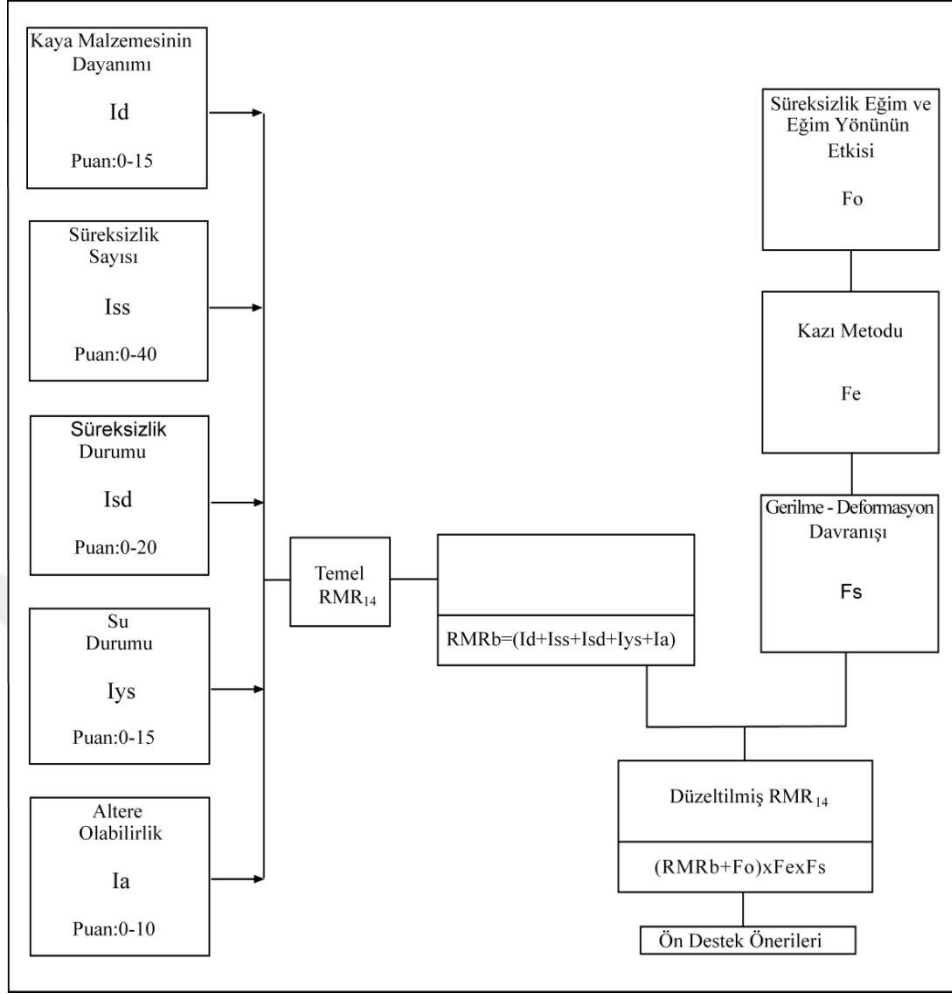 Kaya Malzemesinin
Dayanımı
Id
Puan:0-15
Süreksizlik
Sayısı
Iss
Puan:0-40
Süreksizlik
Durumu
Isd
Puan:0-20
Su
Durumu
Iys
Puan:0-15
Altere
Olabilirlik
Ia
Puan:0-10
Temel
RMR₁₄
RMRb=(Id+Iss+Isd+Iys+Ia)
Süreksizlik Eğim ve
Eğim Yönünün
Etkisi
Fo
Kazı Metodu
Fe
Gerilme - Deformasyon
Davranışı
Fs
Düzeltilmiş RMR₁₄
(RMRb+Fo)xFexFs
Ön Destek Önerileri